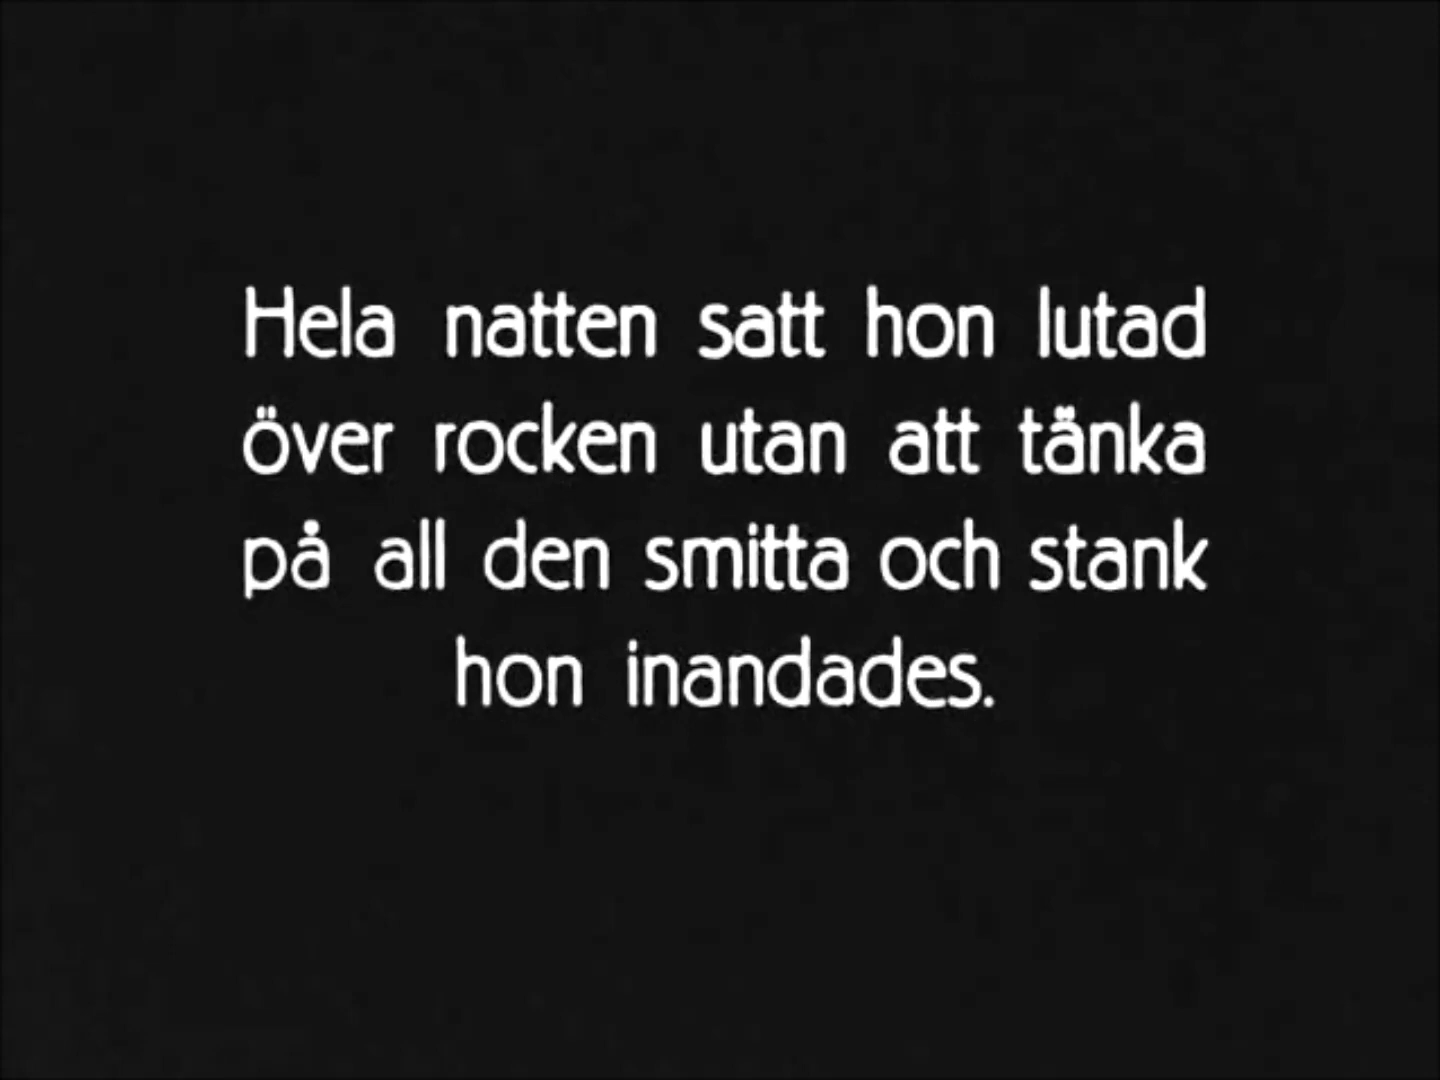 Hela natten satt hon lutad
över rocken utan att tänka
på all den smitta och stank
hon inandades.